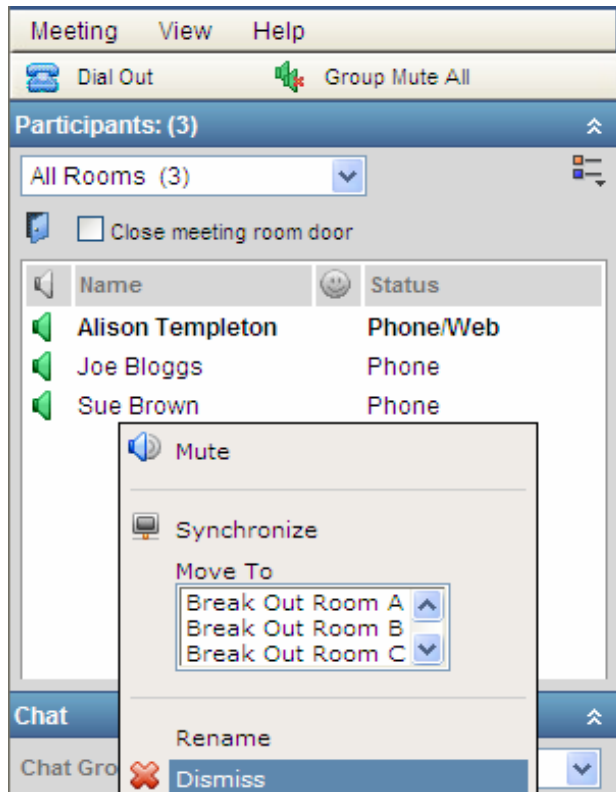 Meeting View Help
Dial Out Group Mute All
Participants: (3)
All Rooms (3)
Close meeting room door
Name Status
Alison Templeton Phone/Web
Joe Bloggs Phone
Sue Brown Phone
Mute
Synchronize
Move To
Break Out Room A
Break Out Room B
Break Out Room C
Chat
Rename
Chat Gro
Dismiss